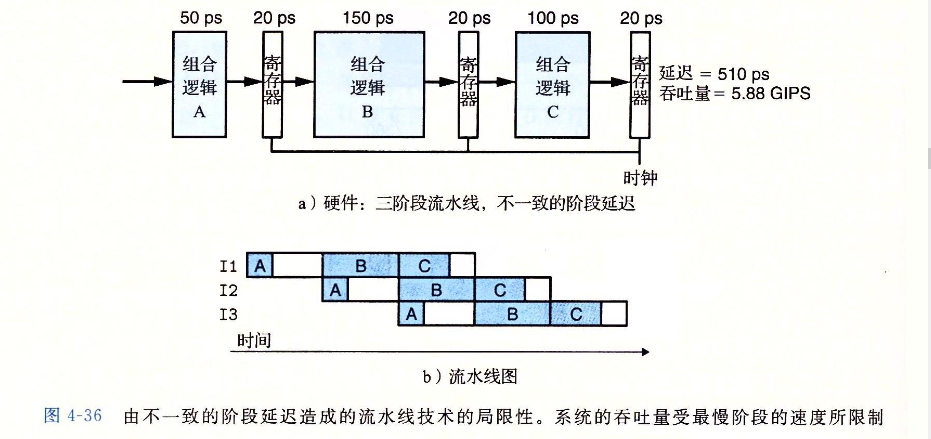 50 ps 20 ps 150 ps 20 ps 100 ps 20 ps
组合逻辑 A
寄存器
组合逻辑 B
寄存器
组合逻辑 C
寄存器
延迟 = 510 ps
吞吐量 = 5.88 GIPS
时钟
a）硬件：三阶段流水线，不一致的阶段延迟
I1 A B C
I2 A B C
I3 A B C
时间
b）流水线图
图 4-36 由不一致的阶段延迟造成的流水线技术的局限性。系统的吞吐量受最慢阶段的速度所限制